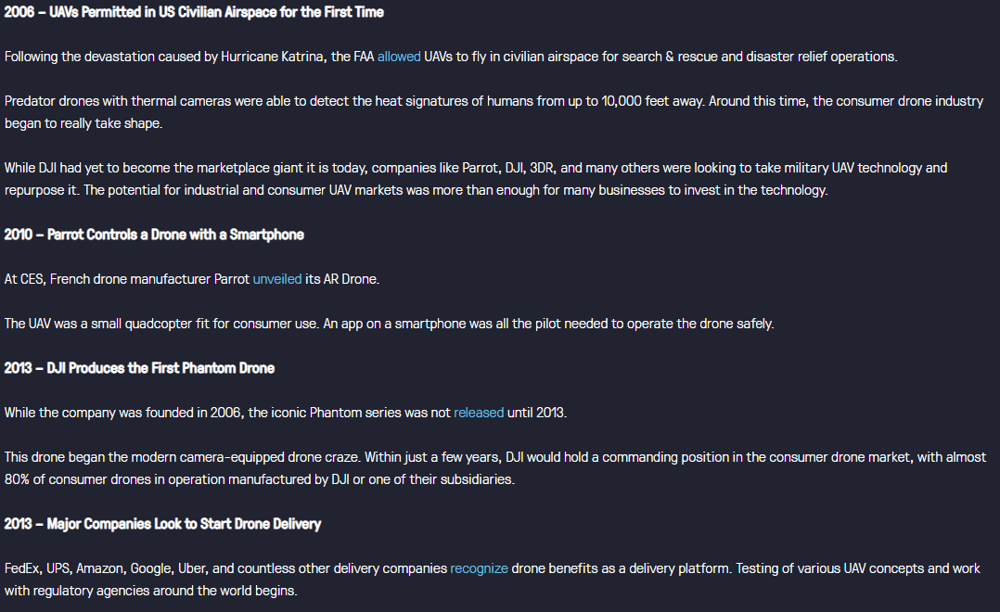 2006 – UAVs Permitted in US Civilian Airspace for the First Time
Following the devastation caused by Hurricane Katrina, the FAA allowed UAVs to fly in civilian airspace for search & rescue and disaster relief operations.
Predator drones with thermal cameras were able to detect the heat signatures of humans from up to 10,000 feet away. Around this time, the consumer drone industry
began to really take shape.
While DJI had yet to become the marketplace giant it is today, companies like Parrot, DJI, 3DR, and many others were looking to take military UAV technology and
repurpose it. The potential for industrial and consumer UAV markets was more than enough for many businesses to invest in the technology.
2010 – Parrot Controls a Drone with a Smartphone
At CES, French drone manufacturer Parrot unveiled its AR Drone.
The UAV was a small quadcopter fit for consumer use. An app on a smartphone was all the pilot needed to operate the drone safely.
2013 – DJI Produces the First Phantom Drone
While the company was founded in 2006, the iconic Phantom series was not released until 2013.
This drone began the modern camera-equipped drone craze. Within just a few years, DJI would hold a commanding position in the consumer drone market, with almost
80% of consumer drones in operation manufactured by DJI or one of their subsidiaries.
2013 – Major Companies Look to Start Drone Delivery
FedEx, UPS, Amazon, Google, Uber, and countless other delivery companies recognize drone benefits as a delivery platform. Testing of various UAV concepts and work
with regulatory agencies around the world begins.